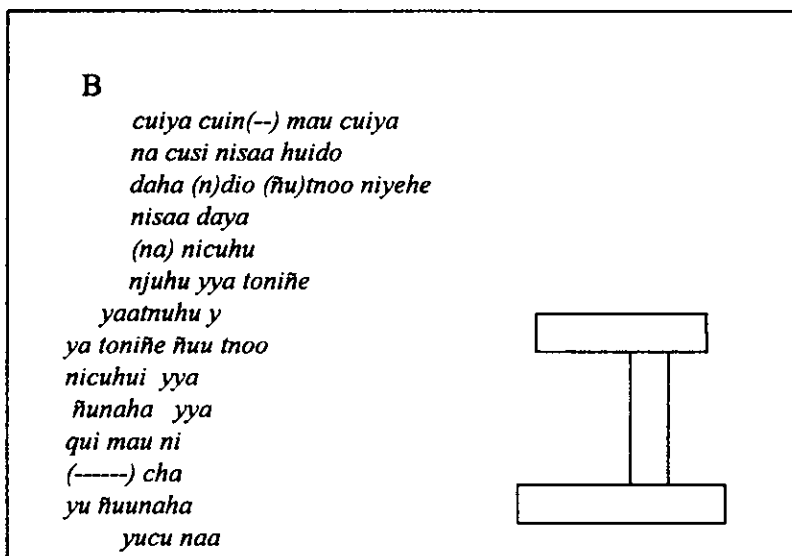 B
cuiya cuin(--) mau cuiya
na cusi nisaa huido
daha (n)dio (ñu)tnoo niyehe
nisaa daya
(na) nicuhu
njuhu yya toniñe
yaatnuhu y
ya toniñe ñuu tnoo
nicuhui yya
ñunaha yya
qui mau ni
(------) cha
yu ñuunaha
yucu naa